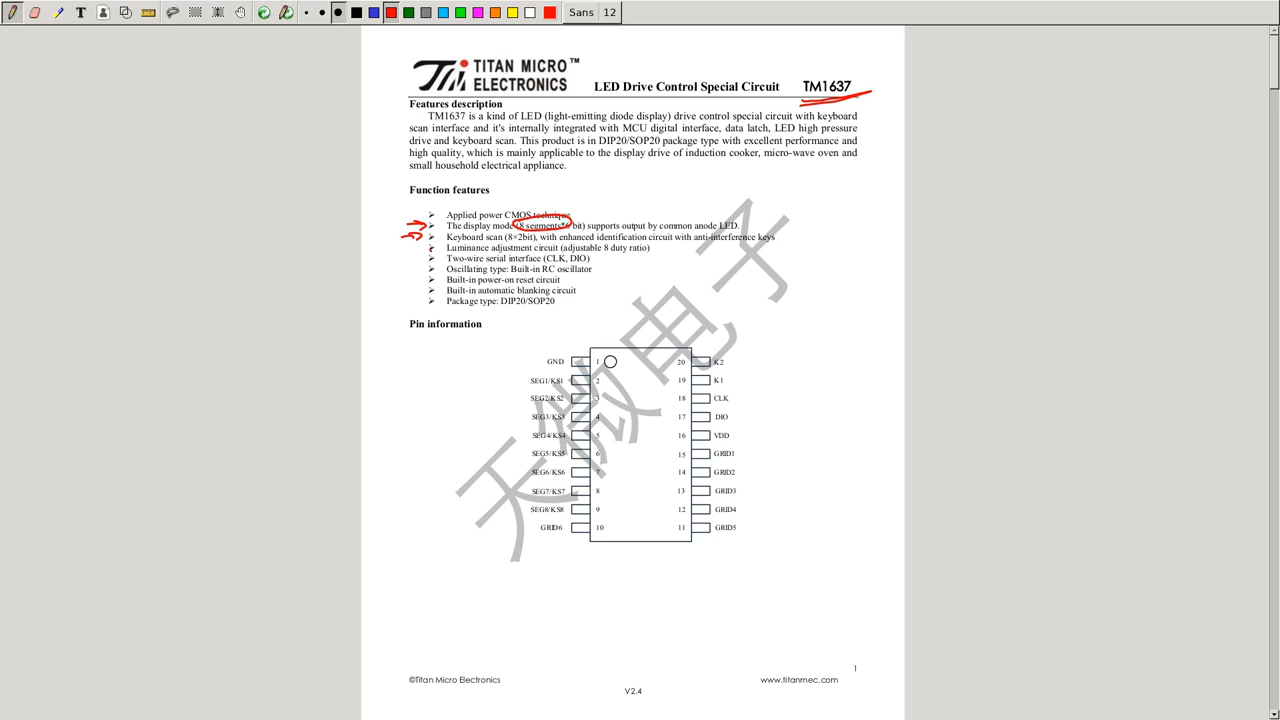 Sans 12
TITAN MICRO™
ELECTRONICS
LED Drive Control Special Circuit TM1637
Features description
TM1637 is a kind of LED (light-emitting diode display) drive control special circuit with keyboard
scan interface and it's internally integrated with MCU digital interface, data latch, LED high pressure
drive and keyboard scan. This product is in DIP20/SOP20 package type with excellent performance and
high quality, which is mainly applicable to the display drive of induction cooker, micro-wave oven and
small household electrical appliance.
Function features
Applied power CMOS technique
The display mode (8 segments*6 bit) supports output by common anode LED.
Keyboard scan (8×2bit), with enhanced identification circuit with anti-interference keys
Luminance adjustment circuit (adjustable 8 duty ratio)
Two-wire serial interface (CLK, DIO)
Oscillating type: Built-in RC oscillator
Built-in power-on reset circuit
Built-in automatic blanking circuit
Package type: DIP20/SOP20
Pin information
GND 1 20 K2
SEG1/KS1 2 19 K1
SEG2/KS2 3 18 CLK
SEG3/KS3 4 17 DIO
SEG4/KS4 5 16 VDD
SEG5/KS5 6 15 GRID1
SEG6/KS6 7 14 GRID2
SEG7/KS7 8 13 GRID3
SEG8/KS8 9 12 GRID4
GRID6 10 11 GRID5
天微电子
1
©Titan Micro Electronics www.titanmec.com
V2.4